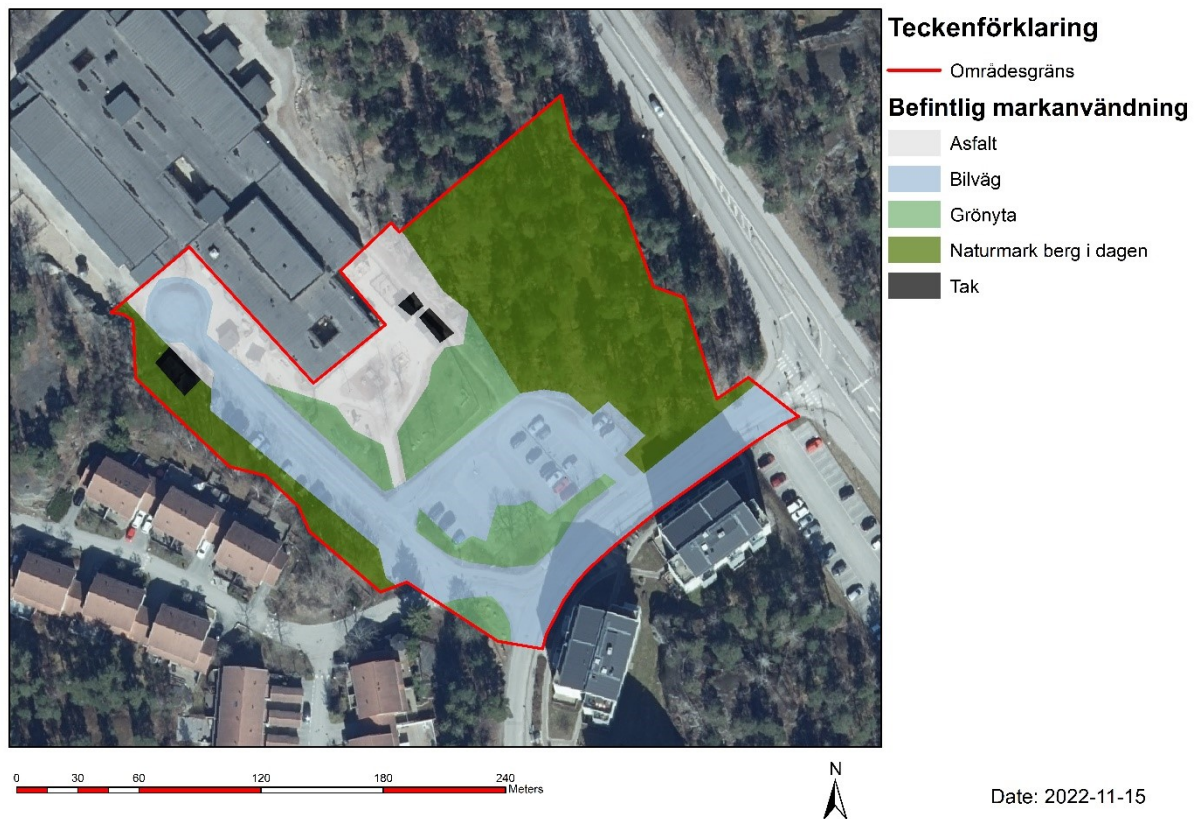 Teckenförklaring
Områdesgräns
Befintlig markanvändning
Asfalt
Bilväg
Grönyta
Naturmark berg i dagen
Tak
0 30 60 120 180 240
Meters
N
Date: 2022-11-15